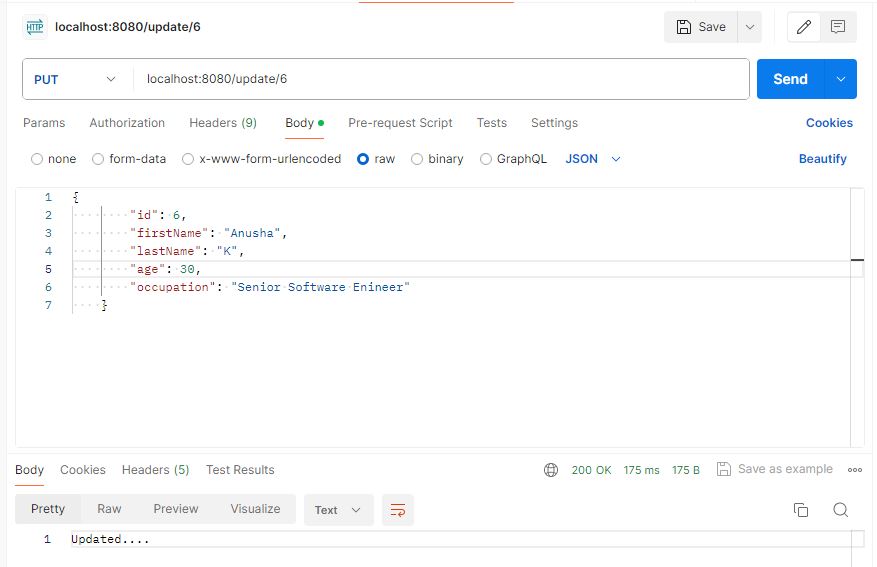 HTTP localhost:8080/update/6 Save
PUT localhost:8080/update/6 Send
Params Authorization Headers (9) Body Pre-request Script Tests Settings Cookies
none form-data x-www-form-urlencoded raw binary GraphQL JSON Beautify
1 {
2 "id": 6,
3 "firstName": "Anusha",
4 "lastName": "K",
5 "age": 30,
6 "occupation": "Senior Software Enineer"
7 }
Body Cookies Headers (5) Test Results 200 OK 175 ms 175 B Save as example
Pretty Raw Preview Visualize Text
1 Updated....